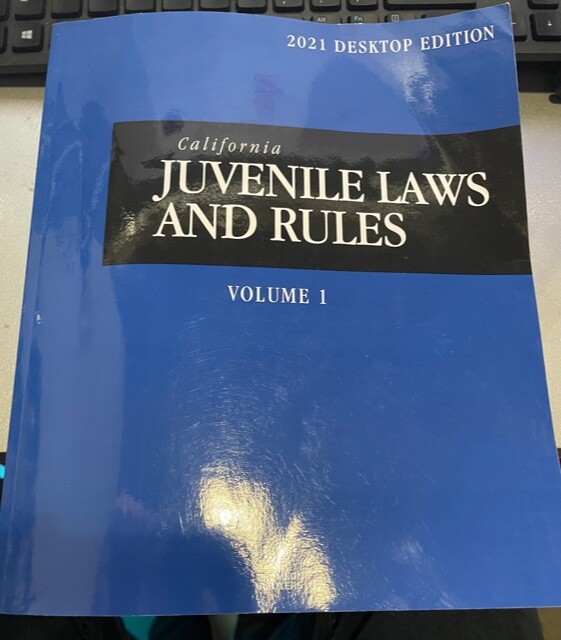 2021 DESKTOP EDITION
California
JUVENILE LAWS
AND RULES
VOLUME 1